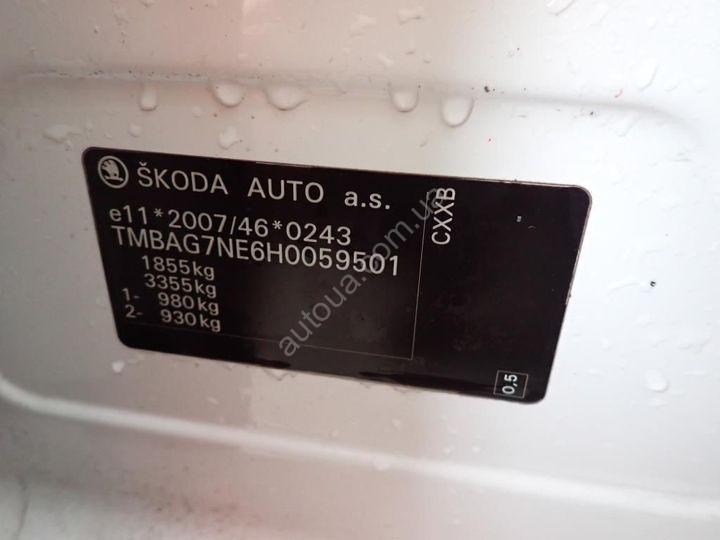 ŠKODA AUTO a.s.
e11*2007/46*0243
TMBAG7NE6H0059501
1855kg
3355kg
1- 980kg
2- 930kg
CXXB
0,5
autoua.com.ua